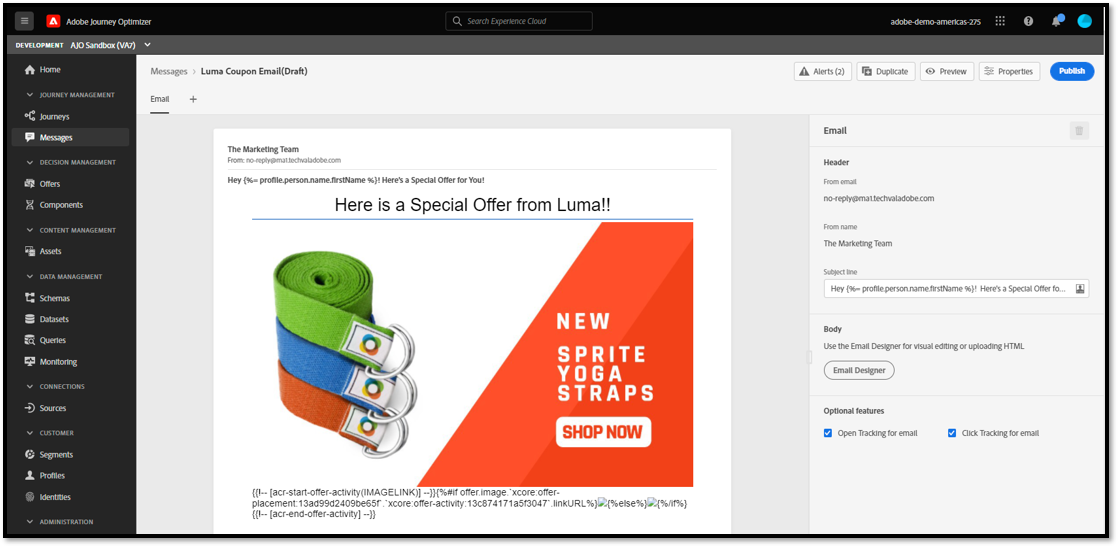 Adobe Journey Optimizer
Search Experience Cloud
adobe-demo-americas-275
DEVELOPMENT AJO Sandbox (VA7)
Home
JOURNEY MANAGEMENT
Journeys
Messages
DECISION MANAGEMENT
Offers
Components
CONTENT MANAGEMENT
Assets
DATA MANAGEMENT
Schemas
Datasets
Queries
Monitoring
CONNECTIONS
Sources
CUSTOMER
Segments
Profiles
Identities
ADMINISTRATION
Messages > Luma Coupon Email(Draft)
Alerts (2)
Duplicate
Preview
Properties
Publish
Email +
The Marketing Team
From: no-reply@ma1.techvaladobe.com
Hey {%= profile.person.name.firstName %}! Here's a Special Offer for You!
Here is a Special Offer from Luma!!
NEW
SPRITE
YOGA
STRAPS
SHOP NOW
{{!-- [acr-start-offer-activity(IMAGELINK)] --}}{%#if offer.image.`xcore:offer-
placement:13ad99d2409be65f`.`xcore:offer-activity:13c874171a5f3047`.linkURL%}{%else%}{%/if%}
{{!-- [acr-end-offer-activity] --}}
Email
Header
From email
no-reply@ma1.techvaladobe.com
From name
The Marketing Team
Subject line
Hey {%= profile.person.name.firstName %}! Here's a Special Offer fo...
Body
Use the Email Designer for visual editing or uploading HTML
Email Designer
Optional features
Open Tracking for email
Click Tracking for email